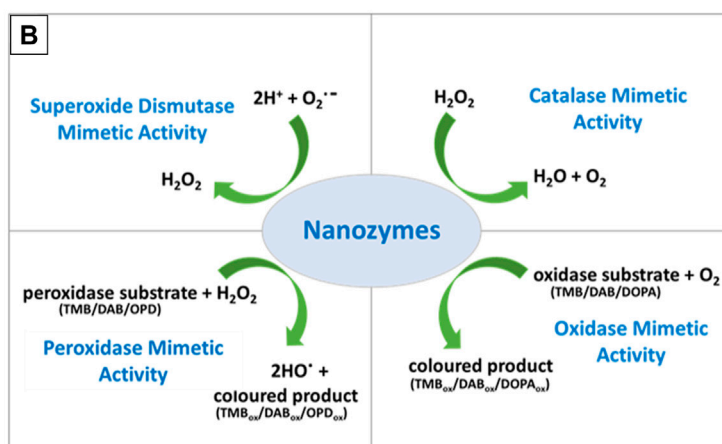 B
Superoxide Dismutase
Mimetic Activity
2H⁺ + O₂˙⁻
H₂O₂
H₂O₂
Catalase Mimetic
Activity
H₂O + O₂
Nanozymes
peroxidase substrate + H₂O₂
(TMB/DAB/OPD)
Peroxidase Mimetic
Activity
2HO˙ +
coloured product
(TMBₒₓ/DABₒₓ/OPDₒₓ)
oxidase substrate + O₂
(TMB/DAB/DOPA)
Oxidase Mimetic
Activity
coloured product
(TMBₒₓ/DABₒₓ/DOPAₒₓ)